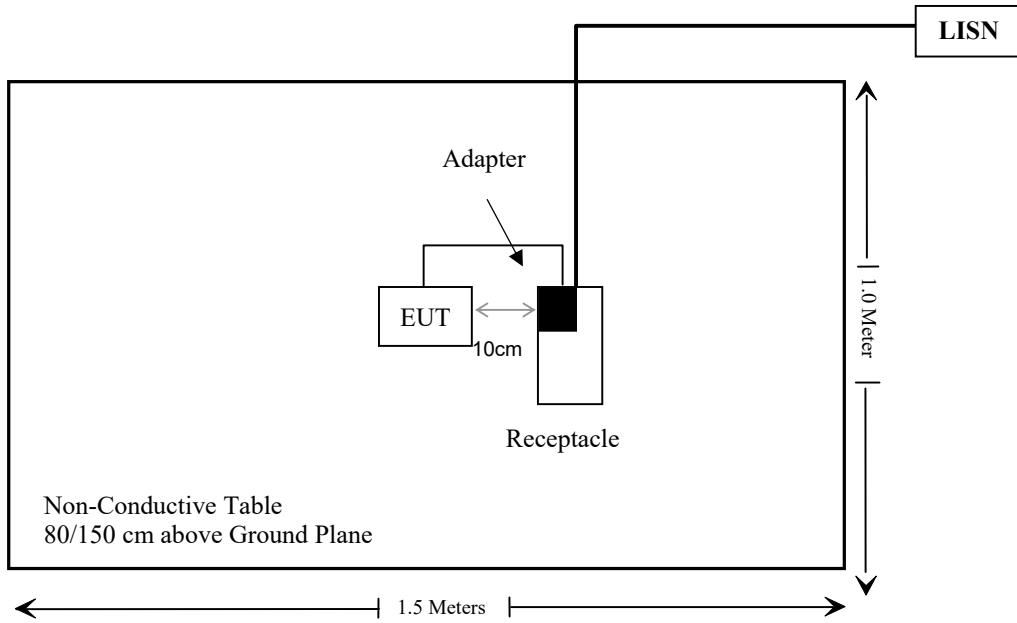 LISN
Adapter
EUT
10cm
1.0 Meter
Receptacle
Non-Conductive Table
80/150 cm above Ground Plane
1.5 Meters